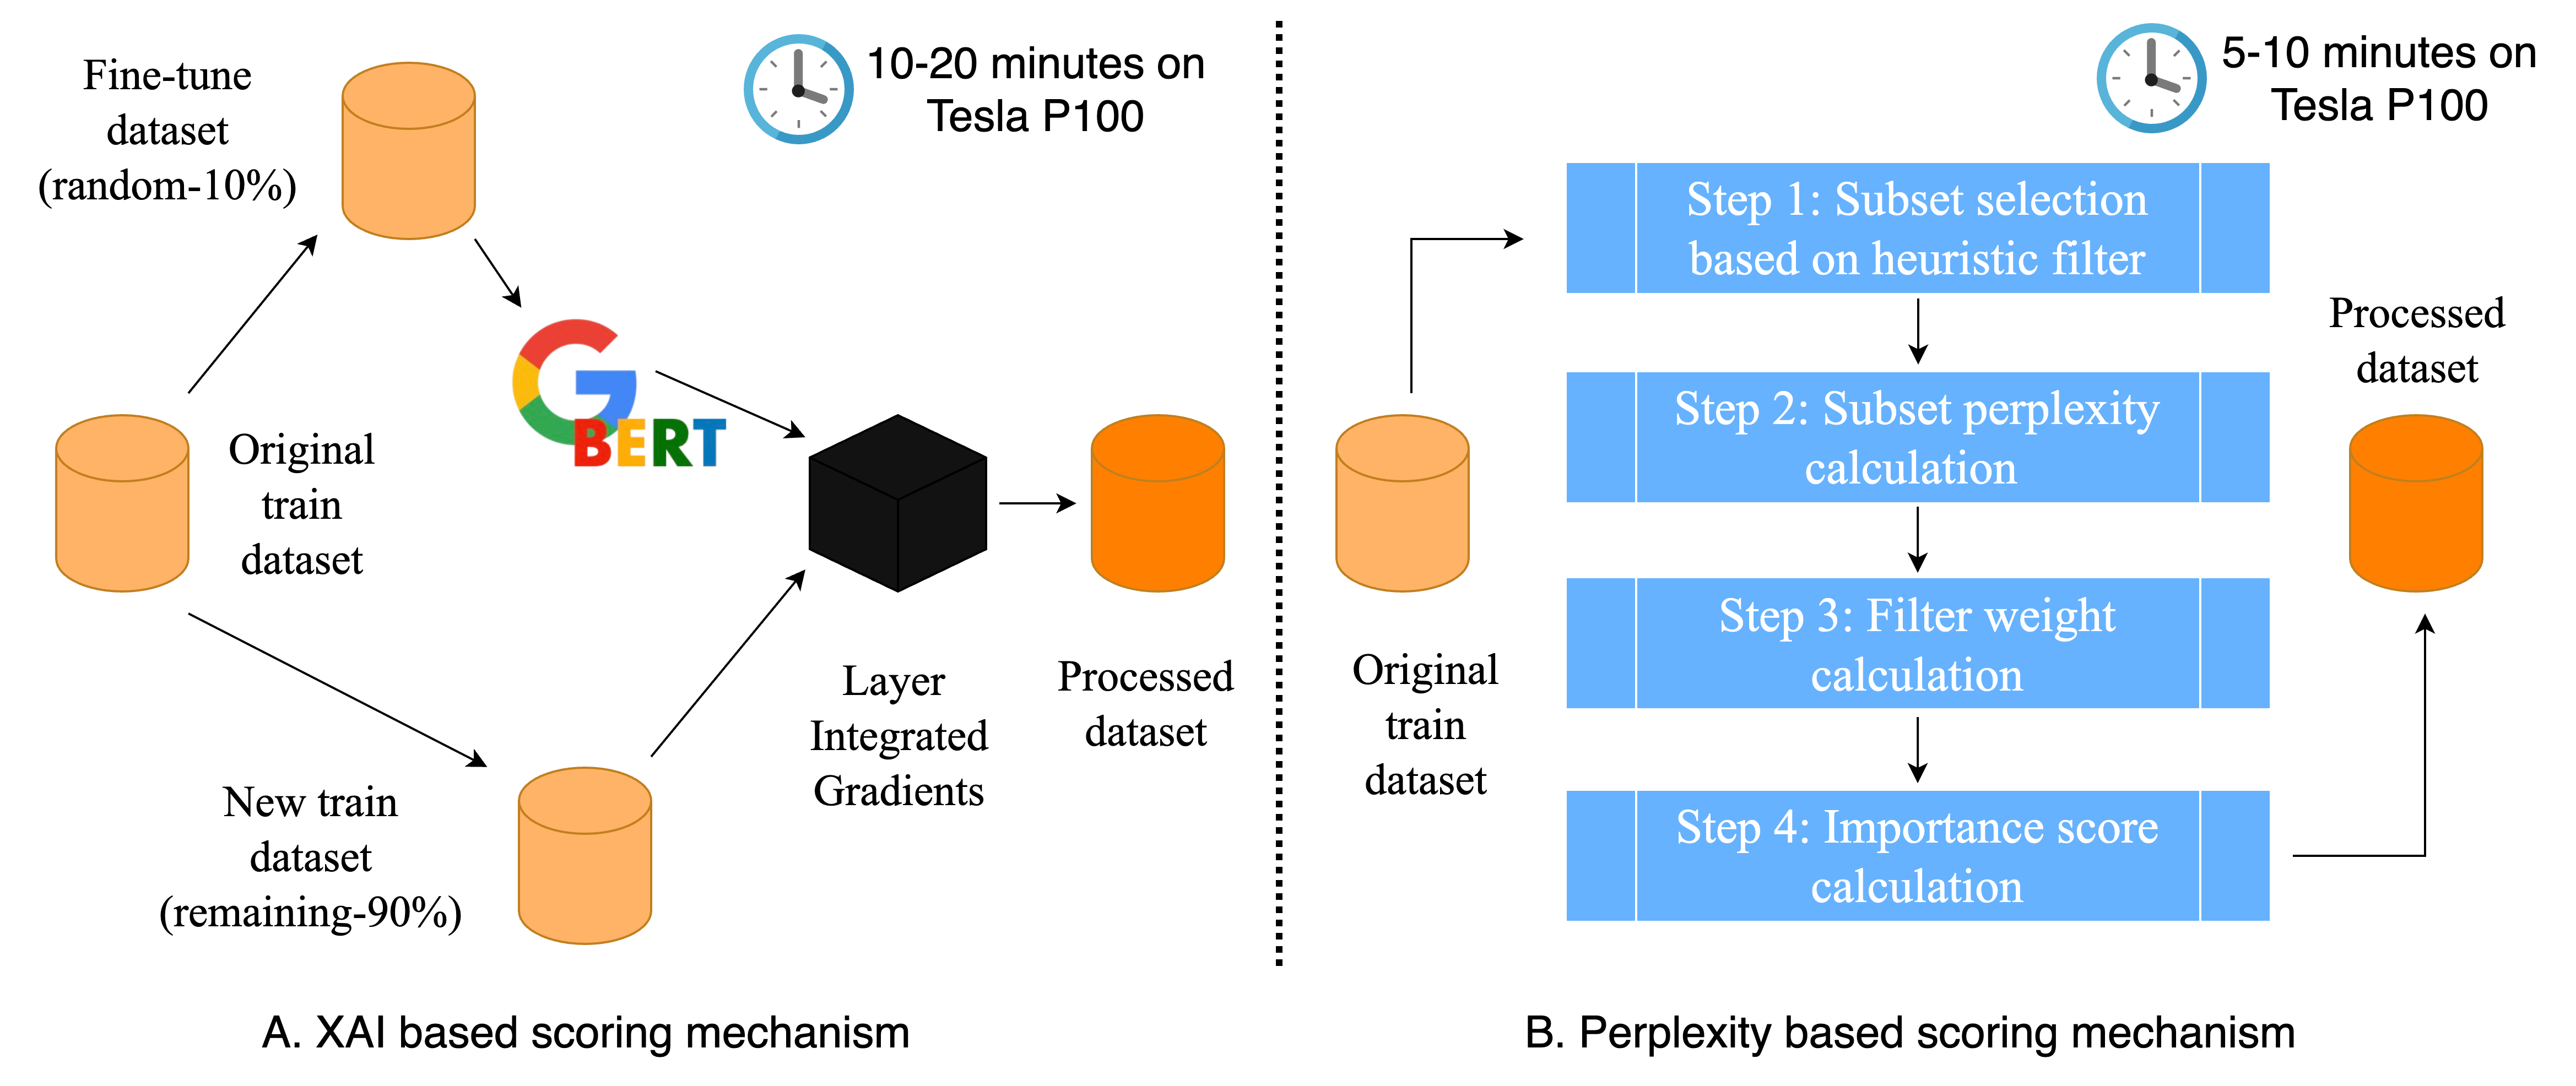 Fine-tune
dataset
(random-10%)
10-20 minutes on
Tesla P100
BERT
Original
train
dataset
Layer
Integrated
Gradients
Processed
dataset
New train
dataset
(remaining-90%)
A. XAI based scoring mechanism
5-10 minutes on
Tesla P100
Step 1: Subset selection
based on heuristic filter
Step 2: Subset perplexity
calculation
Step 3: Filter weight
calculation
Step 4: Importance score
calculation
Original
train
dataset
Processed
dataset
B. Perplexity based scoring mechanism